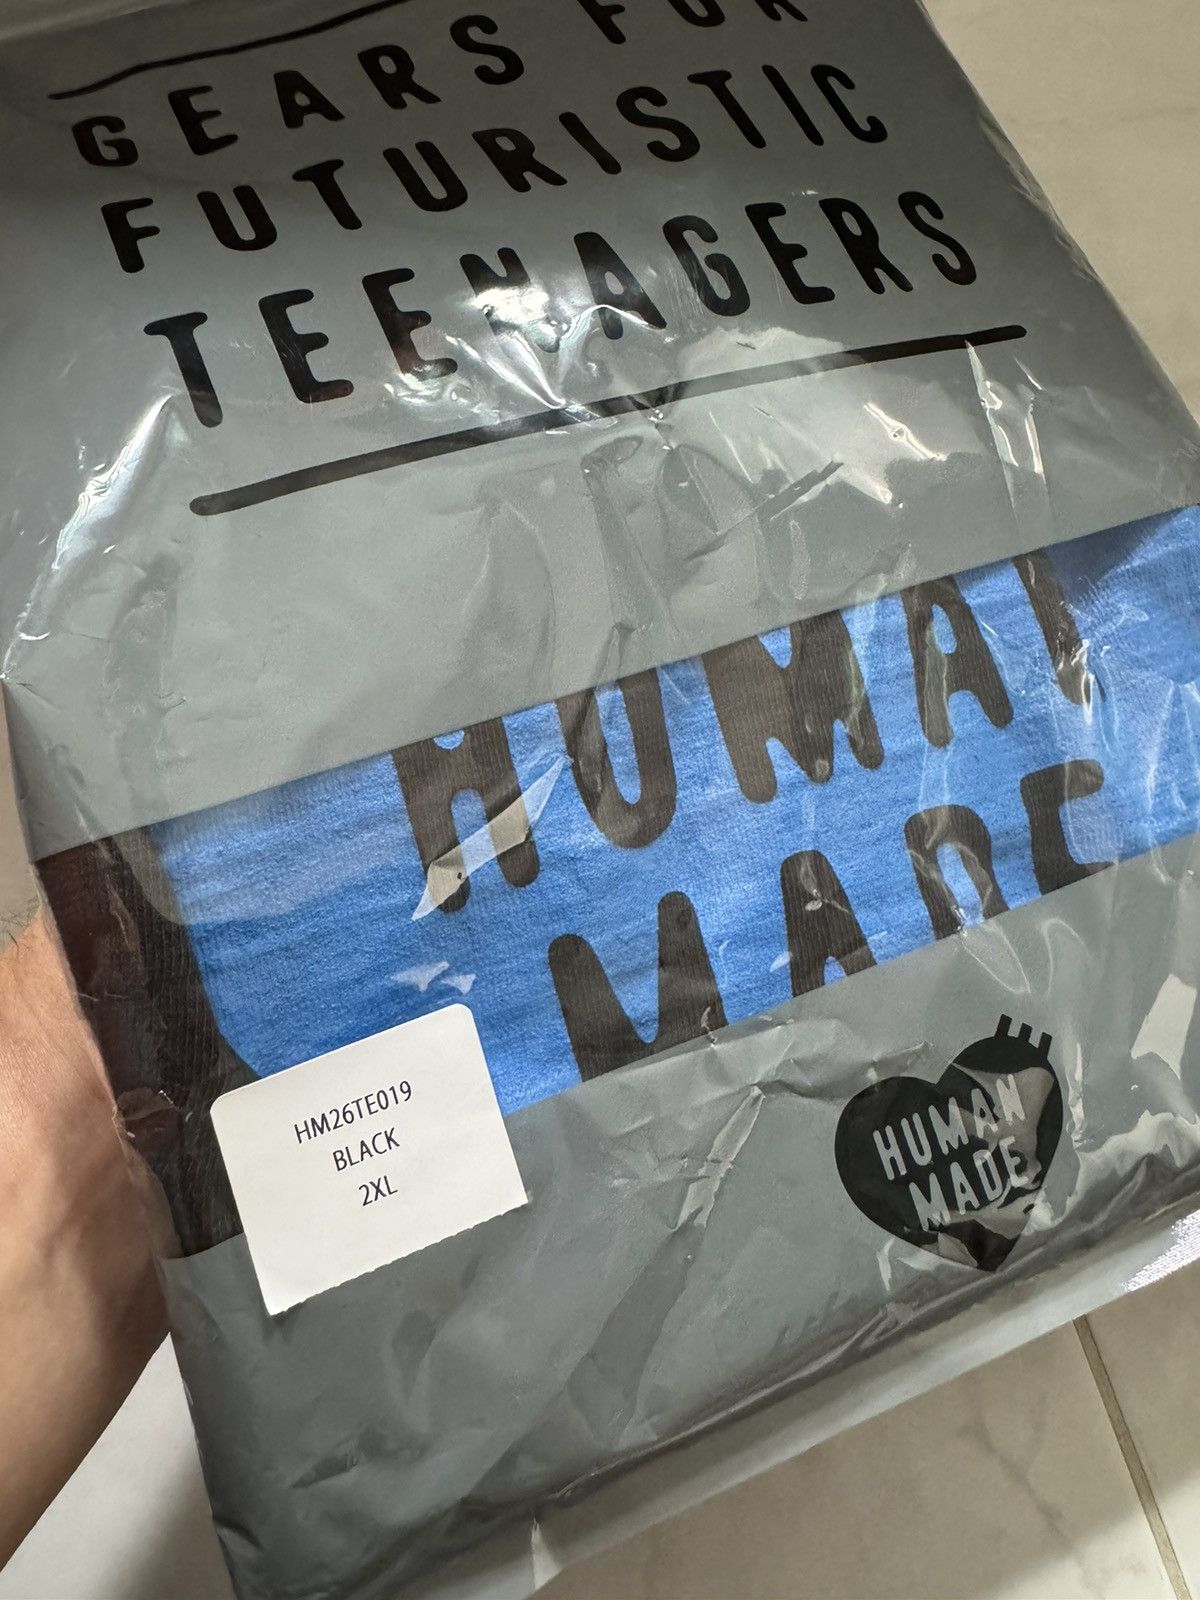 GEARS FOR
FUTURISTIC
TEENAGERS
HUMAN
MADE
HM26TE019
BLACK
2XL
HUMAN
MADE